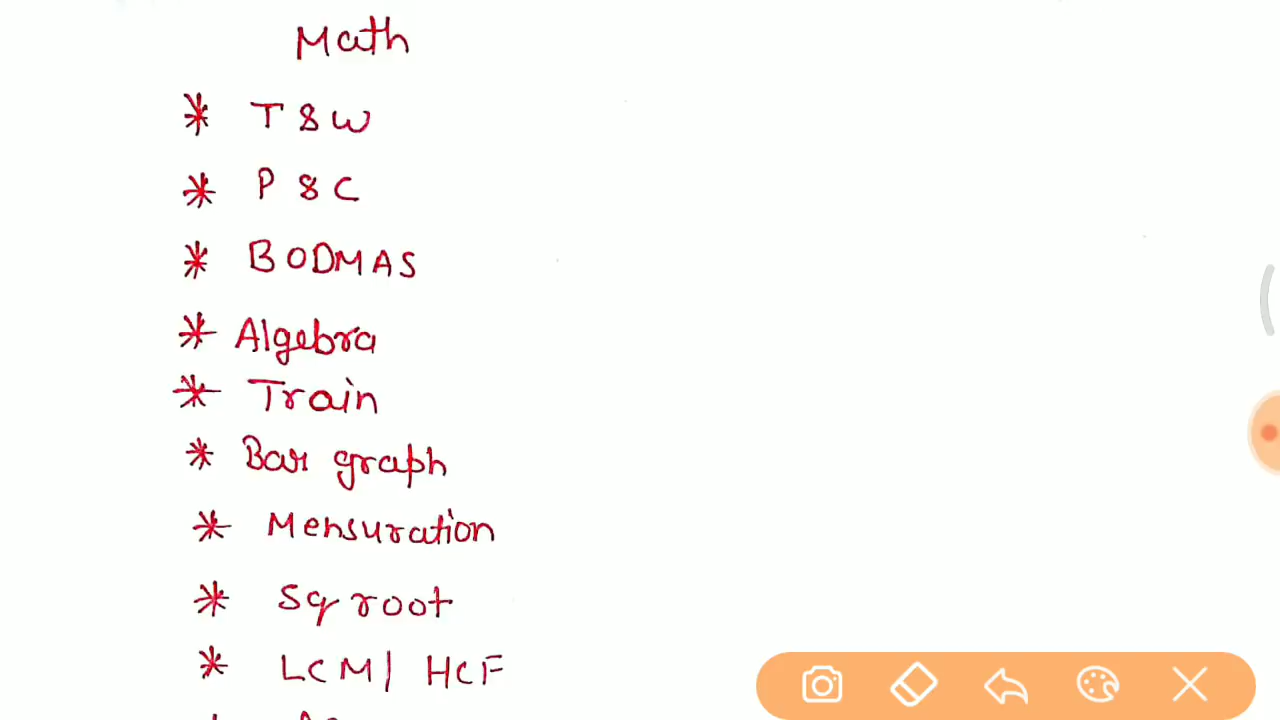 Math
* T & W
* P & C
* BODMAS
* Algebra
* Train
* Bar graph
* Mensuration
* Sq root
* LCM/ HCF